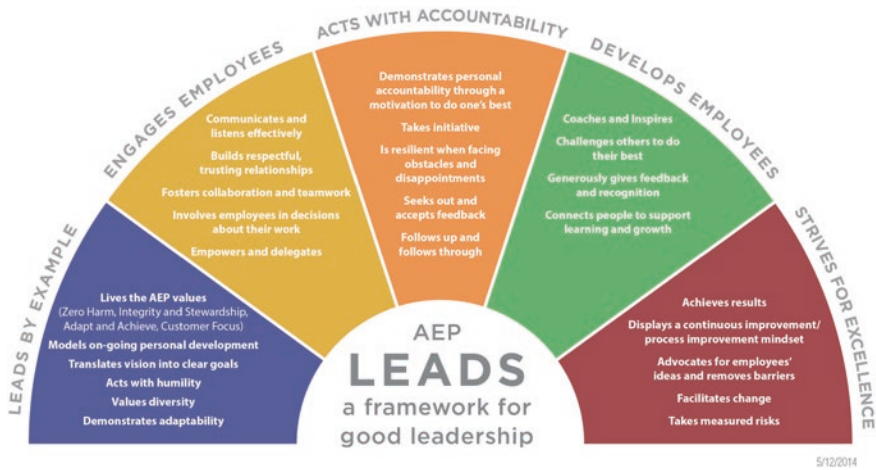 LEADS BY EXAMPLE
Lives the AEP values
(Zero Harm, Integrity and Stewardship,
Adapt and Achieve, Customer Focus)
Models on-going personal development
Translates vision into clear goals
Acts with humility
Values diversity
Demonstrates adaptability
ENGAGES EMPLOYEES
Communicates and
listens effectively
Builds respectful,
trusting relationships
Fosters collaboration and teamwork
Involves employees in decisions
about their work
Empowers and delegates
ACTS WITH ACCOUNTABILITY
Demonstrates personal
accountability through a
motivation to do one's best
Takes initiative
Is resilient when facing
obstacles and
disappointments
Seeks out and
accepts feedback
Follows up and
follows through
DEVELOPS EMPLOYEES
Coaches and Inspires
Challenges others to do
their best
Generously gives feedback
and recognition
Connects people to support
learning and growth
STRIVES FOR EXCELLENCE
Achieves results
Displays a continuous improvement/
process improvement mindset
Advocates for employees'
ideas and removes barriers
Facilitates change
Takes measured risks
AEP
LEADS
a framework for
good leadership
5/12/2014